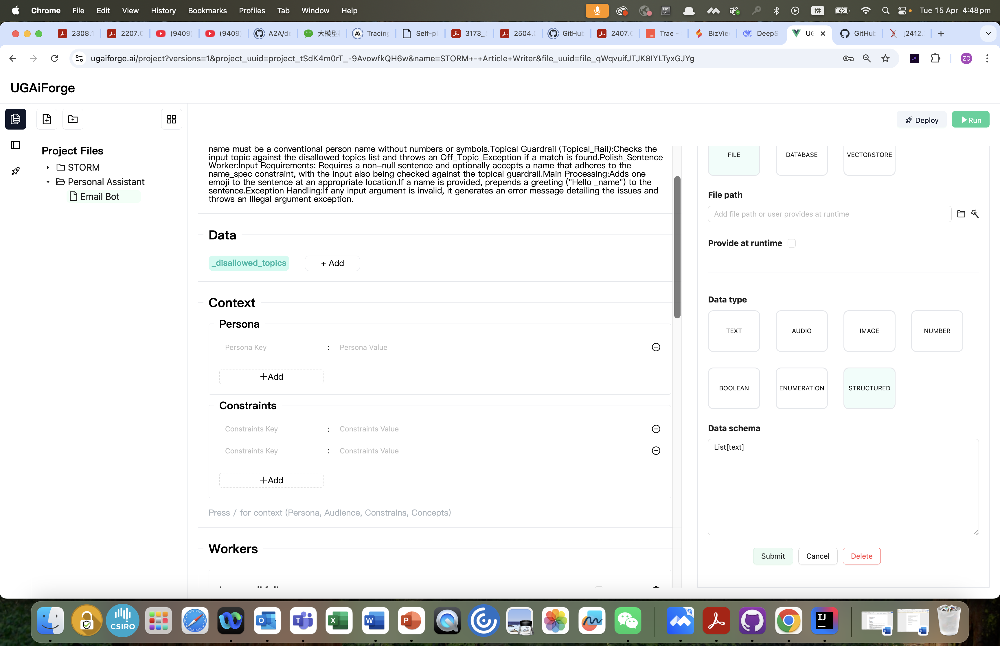 Chrome File Edit View History Bookmarks Profiles Tab Window Help
Tue 15 Apr 4:48 pm
2308.1
2207.0
(9409)
(9409)
A2A/de
大模型
Tracing
Self-pl
3173_
2504.0
GitHub
2407.0
Trae -
BizView
DeepS
UG
GitHub
[2412.
ugaiforge.ai/project?versions=1&project_uuid=project_tSdK4m0rT_-9AvowfkQH6w&name=STORM+-+Article+Writer&file_uuid=file_qWqvuifJTJK8IYLTyxGJYg
ZC
UGAiForge
Deploy
Run
Project Files
STORM
Personal Assistant
Email Bot
name must be a conventional person name without numbers or symbols.Topical Guardrail (Topical_Rail):Checks the
input topic against the disallowed topics list and throws an Off_Topic_Exception if a match is found.Polish_Sentence
Worker:Input Requirements: Requires a non-null sentence and optionally accepts a name that adheres to the
name_spec constraint, with the input also being checked against the topical guardrail.Main Processing:Adds one
emoji to the sentence at an appropriate location.If a name is provided, prepends a greeting ("Hello _name") to the
sentence.Exception Handling:If any input argument is invalid, it generates an error message detailing the issues and
throws an Illegal argument exception.
Data
_disallowed_topics
+ Add
Context
Persona
Persona Key : Persona Value
+Add
Constraints
Constraints Key : Constraints Value
Constraints Key : Constraints Value
+Add
Press / for context (Persona, Audience, Constrains, Concepts)
Workers
FILE
DATABASE
VECTORSTORE
File path
Add file path or user provides at runtime
Provide at runtime
Data type
TEXT
AUDIO
IMAGE
NUMBER
BOOLEAN
ENUMERATION
STRUCTURED
Data schema
List[text]
Submit
Cancel
Delete
CSIRO